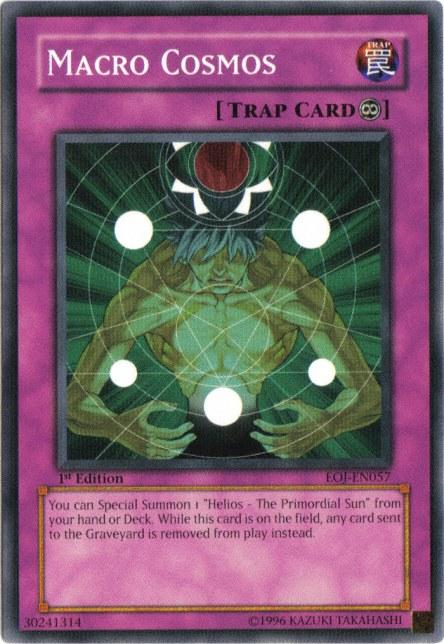 MACRO COSMOS
TRAP
罠
[TRAP CARD∞]
1st Edition
EOJ-EN057
You can Special Summon 1 "Helios - The Primordial Sun" from
your hand or Deck. While this card is on the field, any card sent
to the Graveyard is removed from play instead.
30241314
©1996 KAZUKI TAKAHASHI